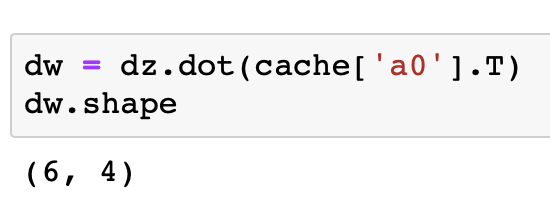 dw = dz.dot(cache['a0'].T)
dw.shape
(6, 4)